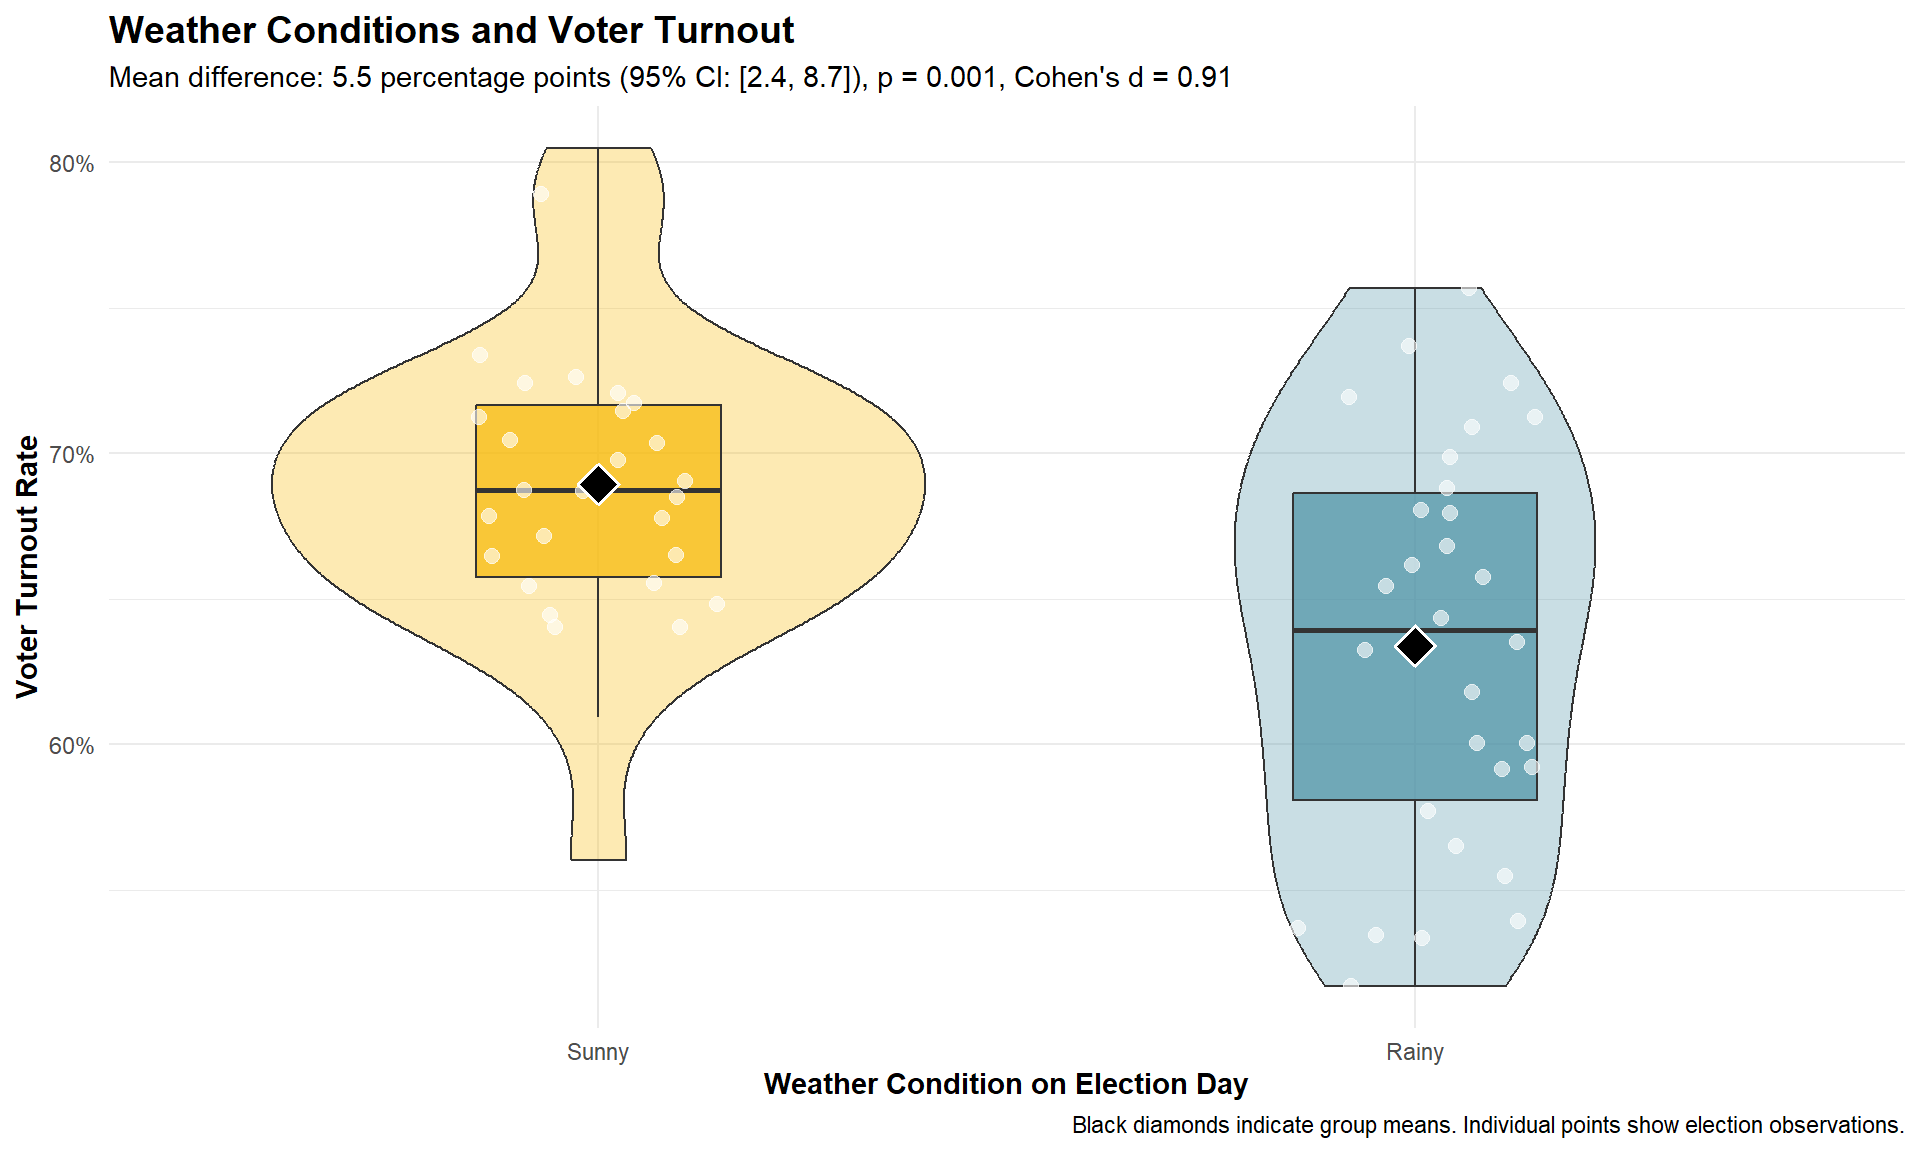 Weather Conditions and Voter Turnout
Mean difference: 5.5 percentage points (95% CI: [2.4, 8.7]), p = 0.001, Cohen's d = 0.91
Voter Turnout Rate
80%
70%
60%
Sunny
Rainy
Weather Condition on Election Day
Black diamonds indicate group means. Individual points show election observations.